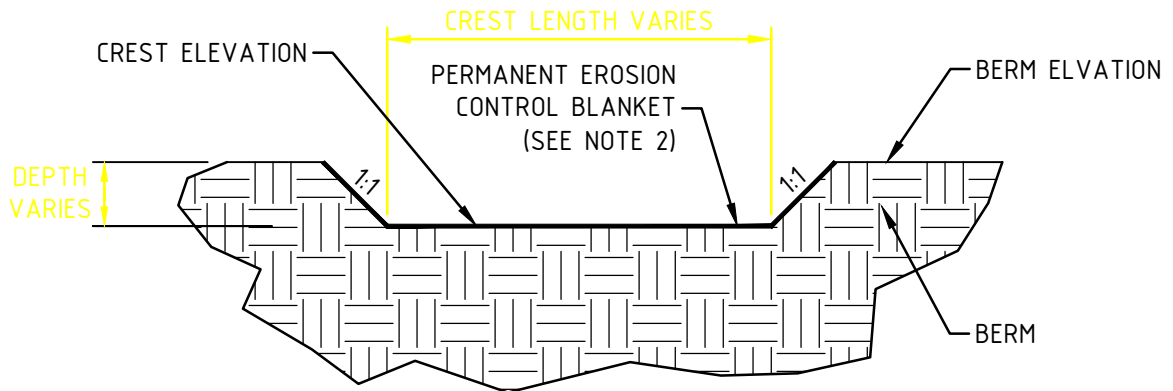 CREST LENGTH VARIES
CREST ELEVATION
PERMANENT EROSION
CONTROL BLANKET
(SEE NOTE 2)
BERM ELVATION
DEPTH
VARIES
1:1
1:1
BERM